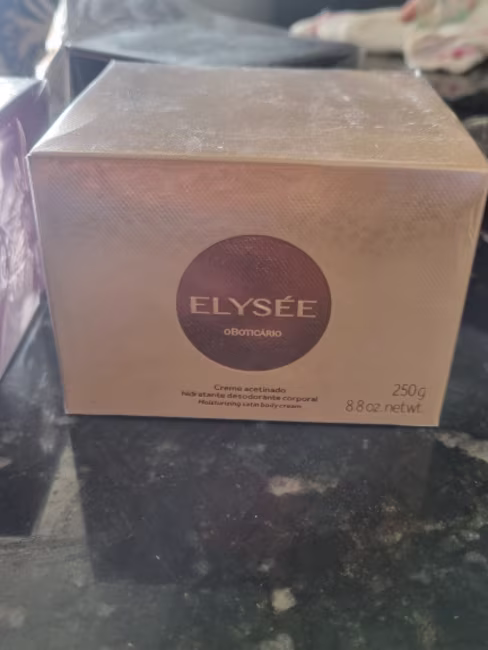 ELYSÉE
oBOTICÁRIO
Creme acetinado
hidratante desodorante corporal
Moisturizing satin body cream
250g
8.8 oz. net wt.